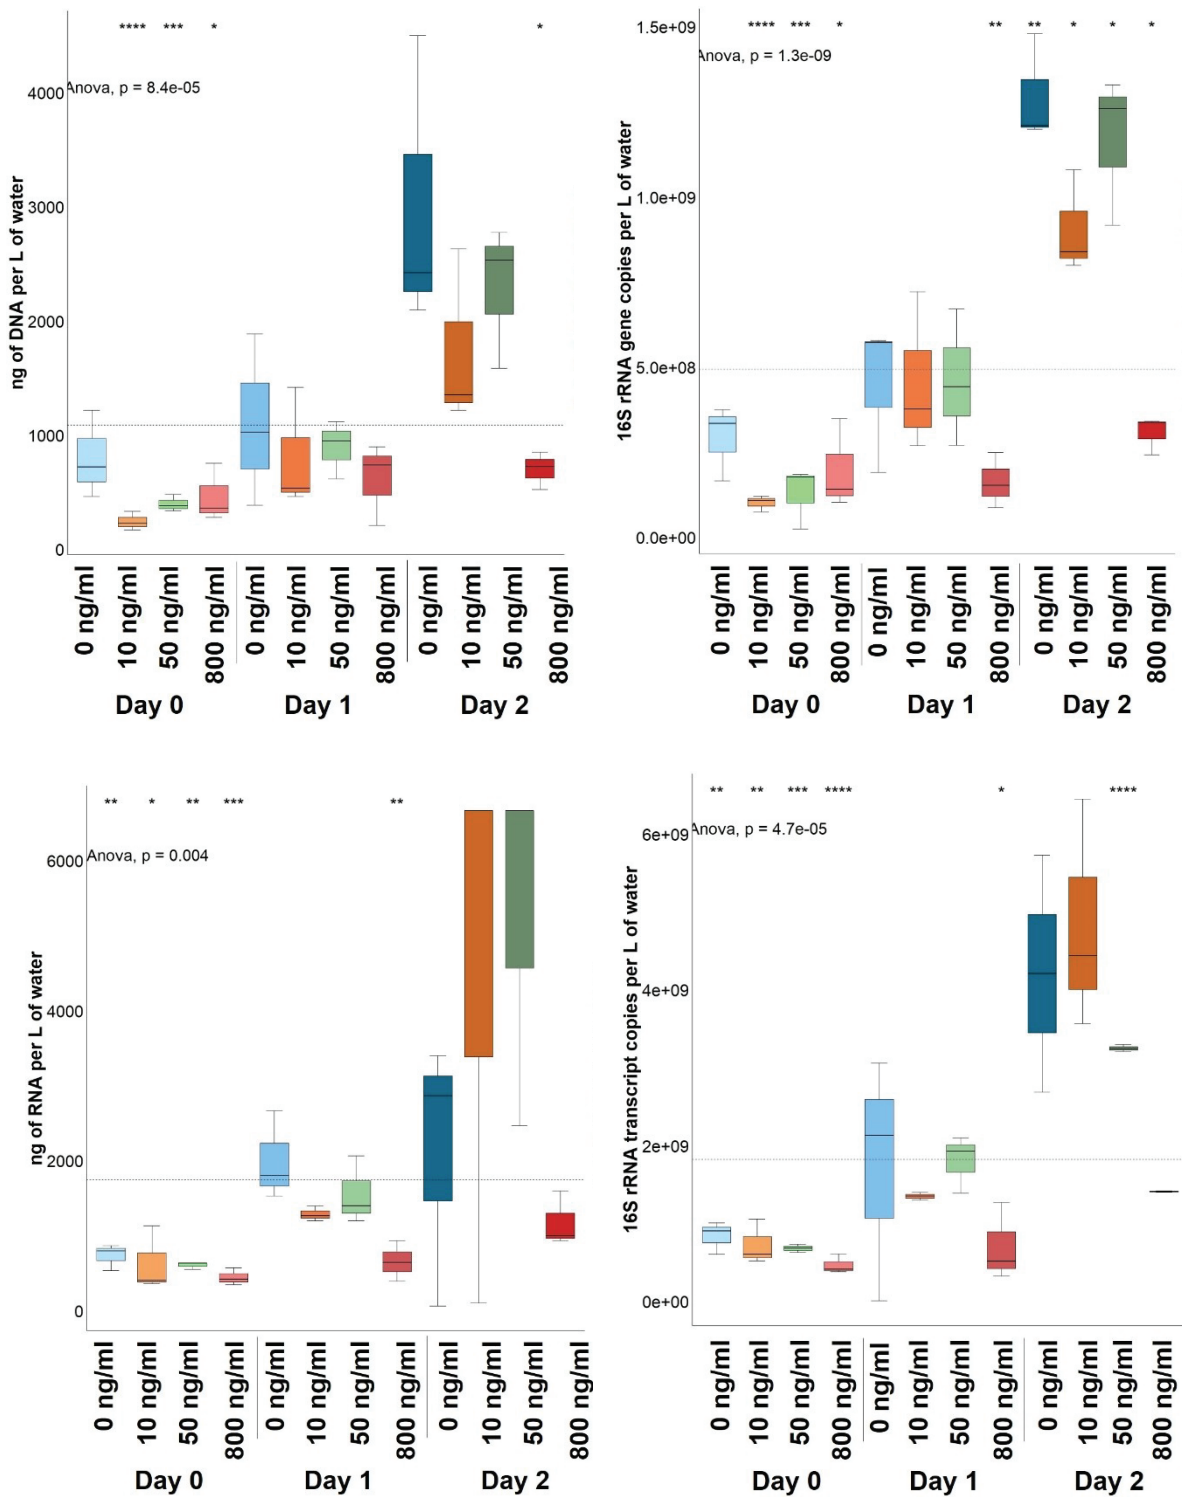 **** *** * *
Anova, p = 8.4e-05
ng of DNA per L of water
4000
3000
2000
1000
0
0 ng/ml 10 ng/ml 50 ng/ml 800 ng/ml 0 ng/ml 10 ng/ml 50 ng/ml 800 ng/ml 0 ng/ml 10 ng/ml 50 ng/ml 800 ng/ml
Day 0 Day 1 Day 2
**** *** * ** ** * * *
Anova, p = 1.3e-09
16S rRNA gene copies per L of water
1.5e+09
1.0e+09
5.0e+08
0.0e+00
0 ng/ml 10 ng/ml 50 ng/ml 800 ng/ml 0 ng/ml 10 ng/ml 50 ng/ml 800 ng/ml 0 ng/ml 10 ng/ml 50 ng/ml 800 ng/ml
Day 0 Day 1 Day 2
** * ** *** **
Anova, p = 0.004
ng of RNA per L of water
6000
4000
2000
0
0 ng/ml 10 ng/ml 50 ng/ml 800 ng/ml 0 ng/ml 10 ng/ml 50 ng/ml 800 ng/ml 0 ng/ml 10 ng/ml 50 ng/ml 800 ng/ml
Day 0 Day 1 Day 2
** ** *** **** * ****
Anova, p = 4.7e-05
16S rRNA transcript copies per L of water
6e+09
4e+09
2e+09
0e+00
0 ng/ml 10 ng/ml 50 ng/ml 800 ng/ml 0 ng/ml 10 ng/ml 50 ng/ml 800 ng/ml 0 ng/ml 10 ng/ml 50 ng/ml 800 ng/ml
Day 0 Day 1 Day 2